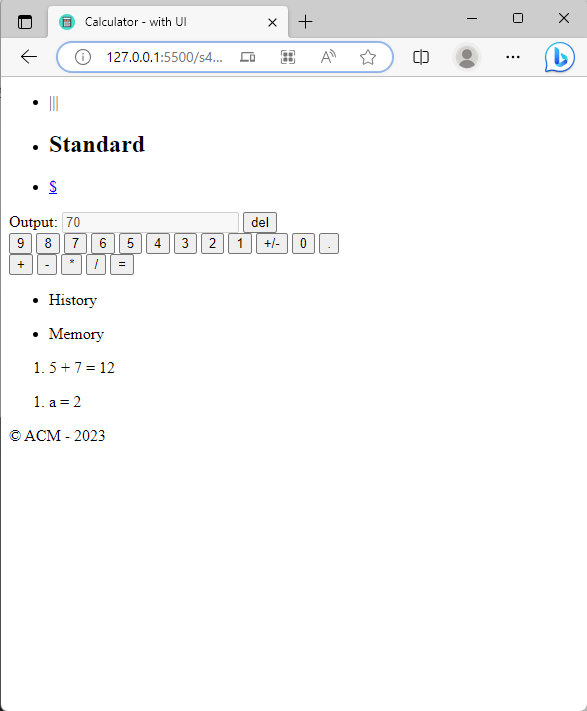 Calculator - with UI
127.0.0.1:5500/s4...
• |||
• Standard
• $
Output: 70 del
9 8 7 6 5 4 3 2 1 +/- 0 .
+ - * / =
• History
• Memory
1. 5 + 7 = 12
1. a = 2
© ACM - 2023